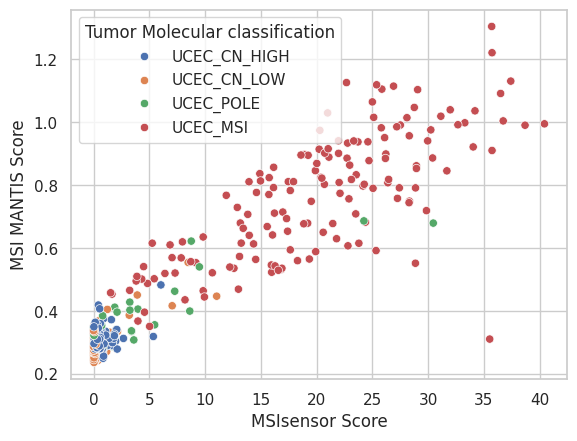 Tumor Molecular classification
UCEC_CN_HIGH
UCEC_CN_LOW
UCEC_POLE
UCEC_MSI
MSI MANTIS Score
1.2
1.0
0.8
0.6
0.4
0.2
0
5
10
15
20
25
30
35
40
MSIsensor Score